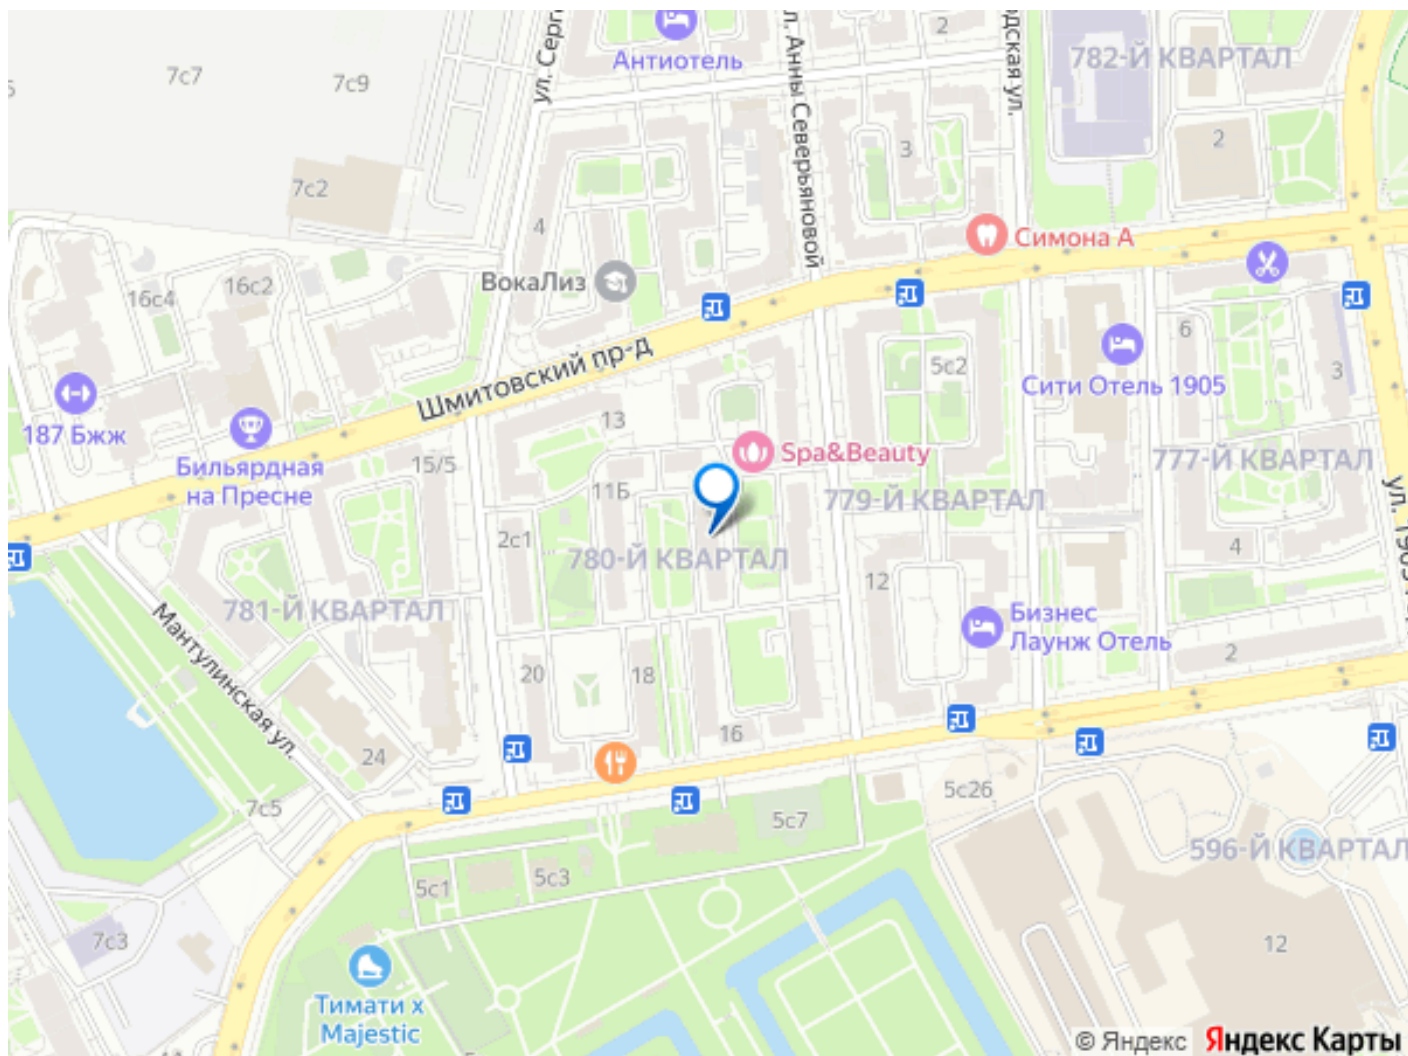 7с7
7с9
ул. Серг
Антиотель
ул. Анны Северьяновой
2
одская ул.
782-Й КВАРТАЛ
2
3
7с2
4
Симона А
ВокаЛиз
16с4
16с2
6
5с2
3
Сити Отель 1905
Шмитовский пр-д
187 Бжж
13
Бильярдная
на Пресне
15/5
Spa&Beauty
11Б
777-Й КВАРТАЛ
779-Й КВАРТАЛ
ул. 1905
2с1
780-Й КВАРТАЛ
4
12
781-Й КВАРТАЛ
Мантулинская ул.
Бизнес
Лаунж Отель
2
20
18
16
24
7с5
5с26
5с7
596-Й КВАРТАЛ
5с1
5с3
7с3
12
Тимати х
Majestic
© Яндекс Яндекс Карты